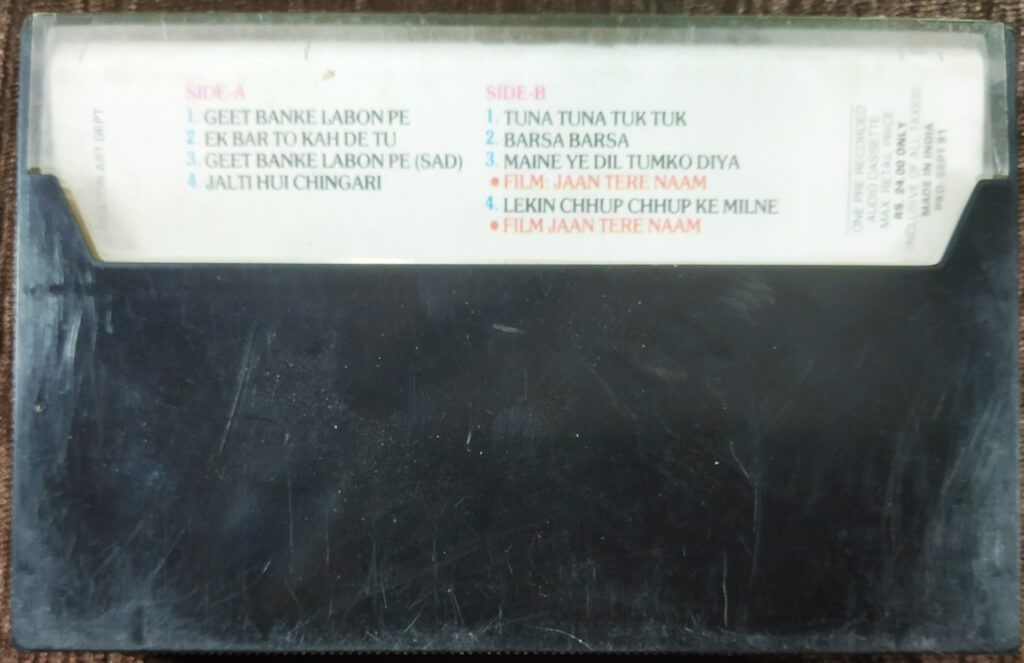 ART DEPT
SIDE-A
1. GEET BANKE LABON PE
2. EK BAR TO KAH DE TU
3. GEET BANKE LABON PE (SAD)
4. JALTI HUI CHINGARI
SIDE-B
1. TUNA TUNA TUK TUK
2. BARSA BARSA
3. MAINE YE DIL TUMKO DIYA
• FILM: JAAN TERE NAAM
4. LEKIN CHHUP CHHUP KE MILNE
• FILM JAAN TERE NAAM
ONE PRE RECORDED
AUDIO CASSETTE
MAX. RETAIL PRICE
RS. 24.00 ONLY
(INCLUSIVE OF ALL TAXES)
MADE IN INDIA
PKD. SEPT 91